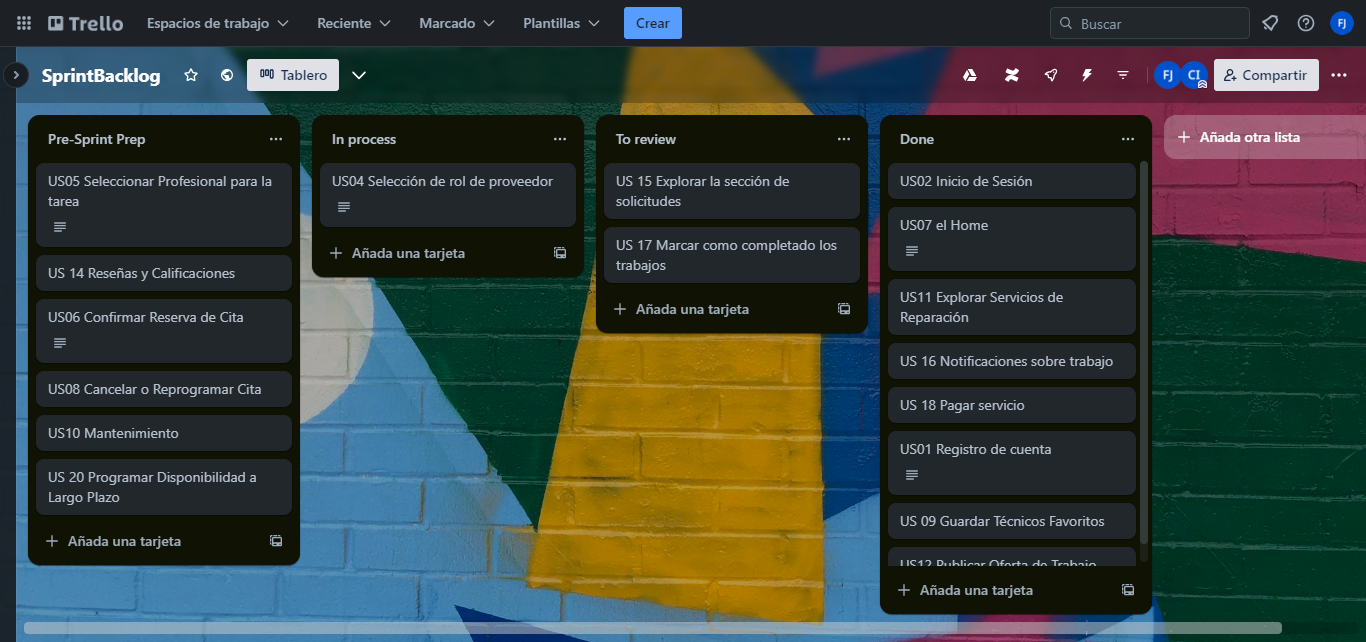 Trello
Espacios de trabajo
Reciente
Marcado
Plantillas
Crear
Buscar
FJ
SprintBacklog
Tablero
FJ
CI
Compartir
Pre-Sprint Prep
US05 Seleccionar Profesional para la
tarea
US 14 Reseñas y Calificaciones
US06 Confirmar Reserva de Cita
US08 Cancelar o Reprogramar Cita
US10 Mantenimiento
US 20 Programar Disponibilidad a
Largo Plazo
Añada una tarjeta
In process
US04 Selección de rol de proveedor
Añada una tarjeta
To review
US 15 Explorar la sección de
solicitudes
US 17 Marcar como completado los
trabajos
Añada una tarjeta
Done
US02 Inicio de Sesión
US07 el Home
US11 Explorar Servicios de
Reparación
US 16 Notificaciones sobre trabajo
US 18 Pagar servicio
US01 Registro de cuenta
US 09 Guardar Técnicos Favoritos
US12 Publicar Oferta de Trabajo
Añada una tarjeta
Añada otra lista